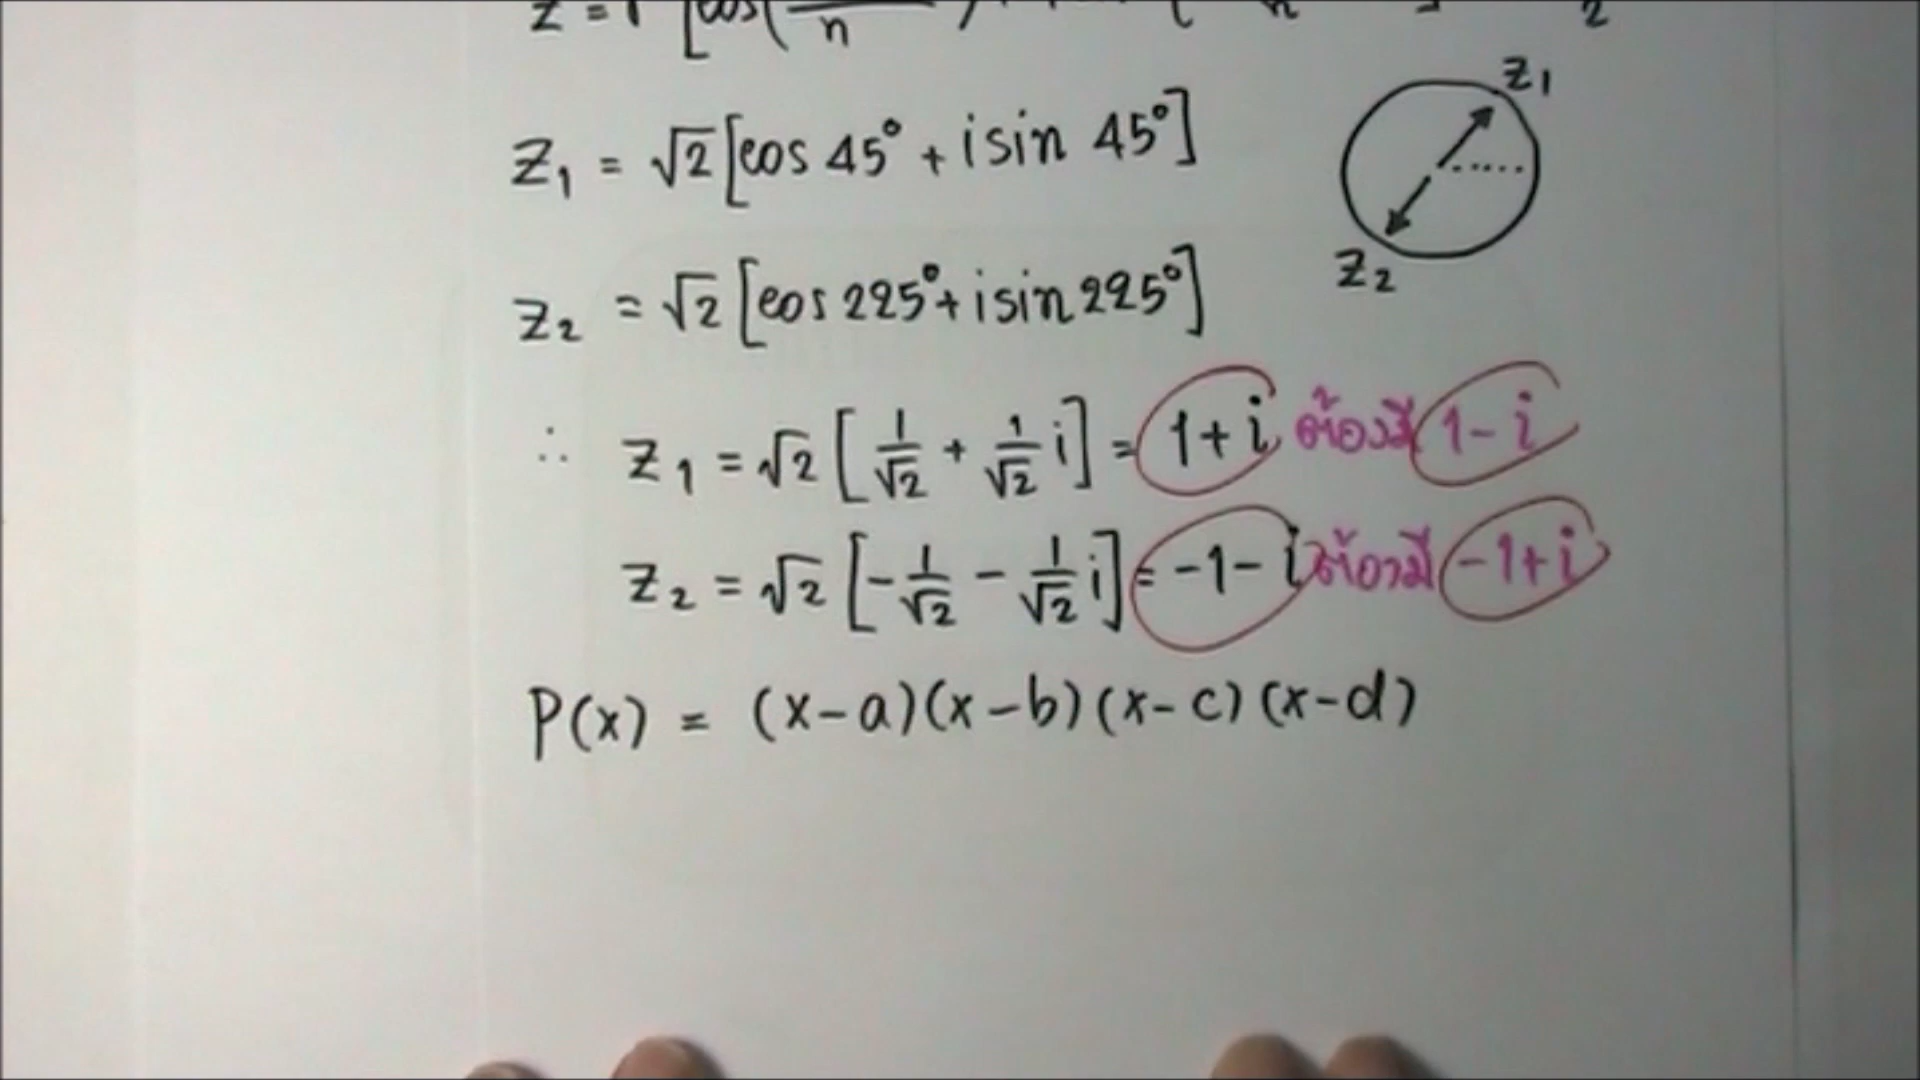 z = r [cos( n
z₁
z₁ = √2 [cos 45° + i sin 45°]
z₂
z₂ = √2 [cos 225° + i sin 225°]
∴ z₁ = √2 [1/√2 + 1/√2 i] = 1+i ต้องมี 1-i
z₂ = √2 [-1/√2 - 1/√2 i] = -1-i ต้องมี -1+i
P(x) = (x-a)(x-b)(x-c)(x-d)